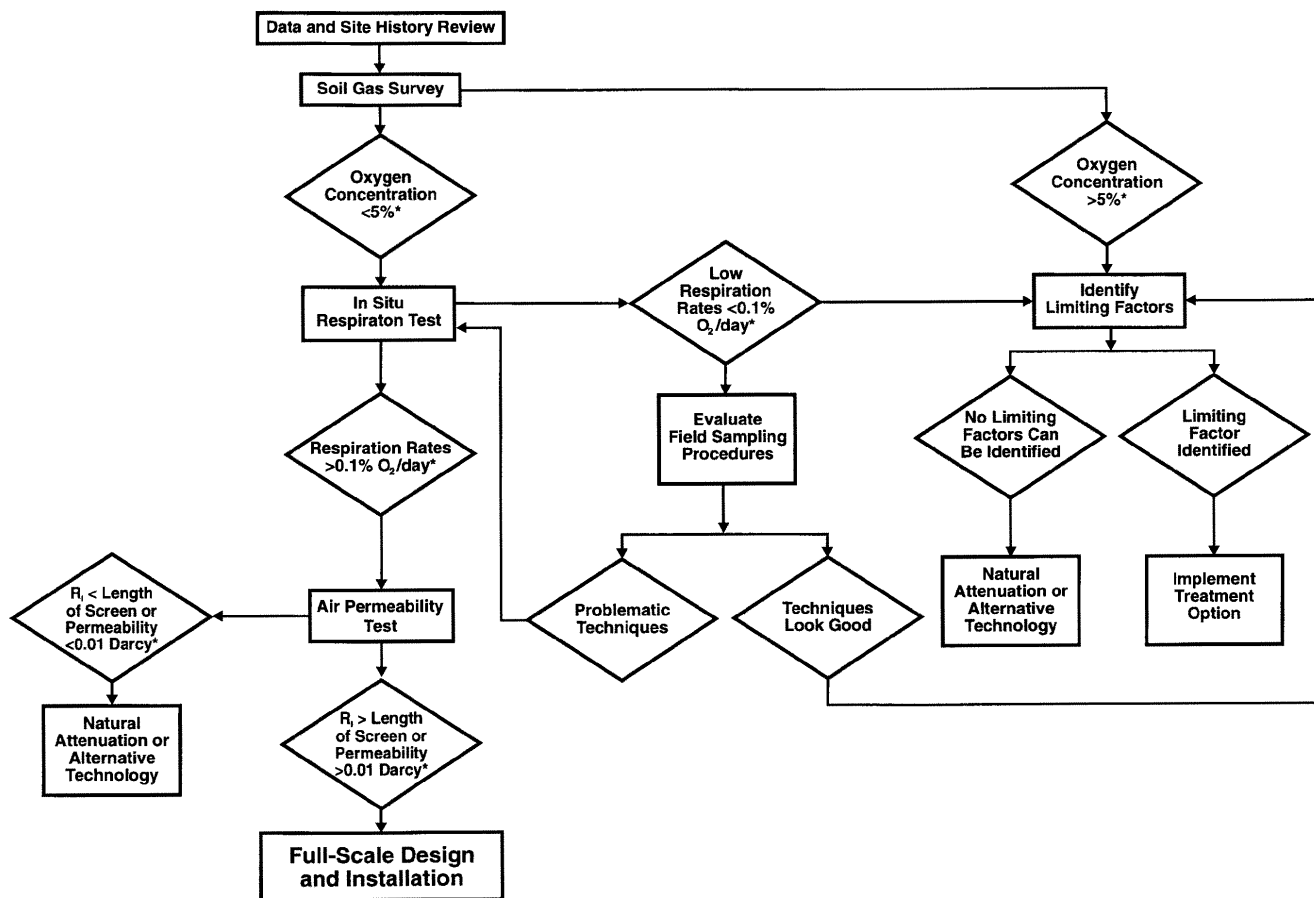 Data and Site History Review
Soil Gas Survey
Oxygen
Concentration
<5%*
Oxygen
Concentration
>5%*
In Situ
Respiraton Test
Low
Respiration
Rates <0.1%
O₂/day*
Identify
Limiting Factors
Respiration Rates
>0.1% O₂/day*
Evaluate
Field Sampling
Procedures
No Limiting
Factors Can
Be Identified
Limiting
Factor
Identified
Rᵢ < Length
of Screen or
Permeability
<0.01 Darcy*
Air Permeability
Test
Problematic
Techniques
Techniques
Look Good
Natural
Attenuation or
Alternative
Technology
Implement
Treatment
Option
Natural
Attenuation or
Alternative
Technology
Rᵢ > Length
of Screen or
Permeability
>0.01 Darcy*
Full-Scale Design
and Installation